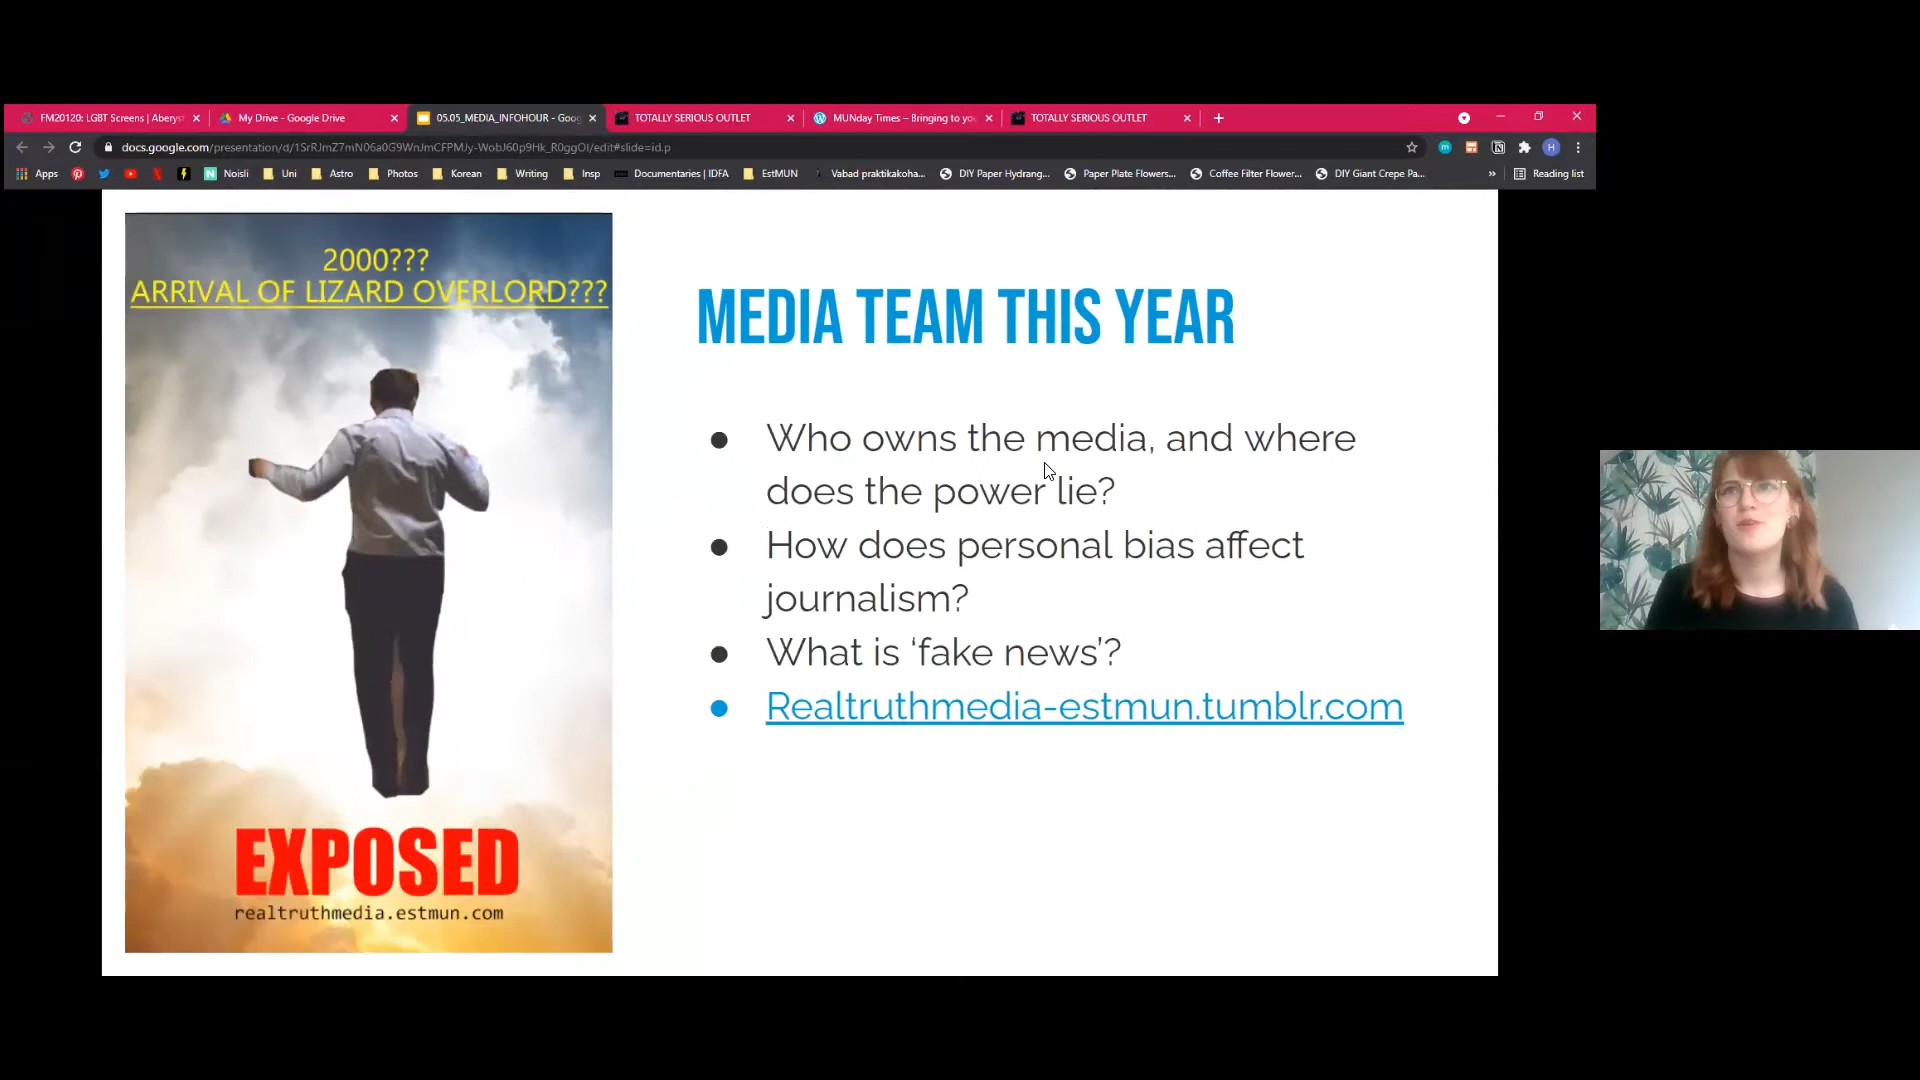 FM20120: LGBT Screens | Aberyst
My Drive - Google Drive
05.05_MEDIA_INFOHOUR - Goog
TOTALLY SERIOUS OUTLET
MUNday Times – Bringing to you
TOTALLY SERIOUS OUTLET
docs.google.com/presentation/d/1SrRJmZ7mN06a0G9WnJmCFPMJy-WobJ60p9Hk_R0ggOI/edit#slide=id.p
Apps
Noisli
Uni
Astro
Photos
Korean
Writing
Insp
Documentaries | IDFA
EstMUN
Vabad praktikakoha...
DIY Paper Hydrang...
Paper Plate Flowers...
Coffee Filter Flower...
DIY Giant Crepe Pa...
»
Reading list
2000???
ARRIVAL OF LIZARD OVERLORD???
EXPOSED
realtruthmedia.estmun.com
MEDIA TEAM THIS YEAR
● Who owns the media, and where
does the power lie?
● How does personal bias affect
journalism?
● What is ‘fake news’?
● Realtruthmedia-estmun.tumblr.com